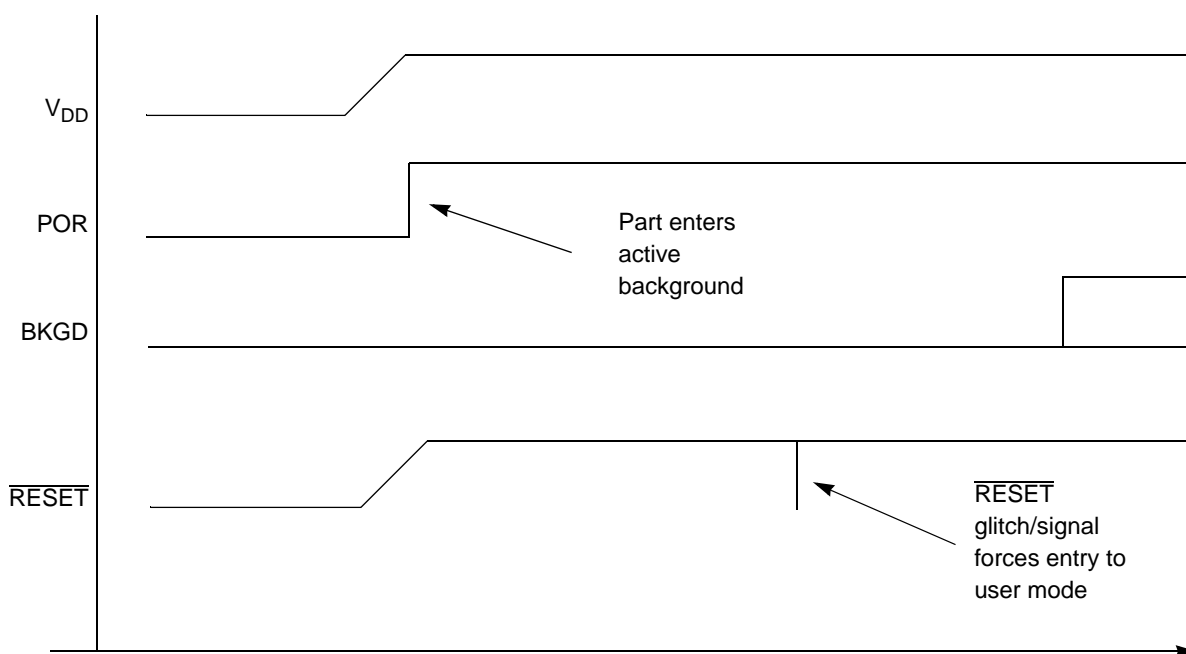 VDD
POR
Part enters
active
background
BKGD
RESET
RESET
glitch/signal
forces entry to
user mode